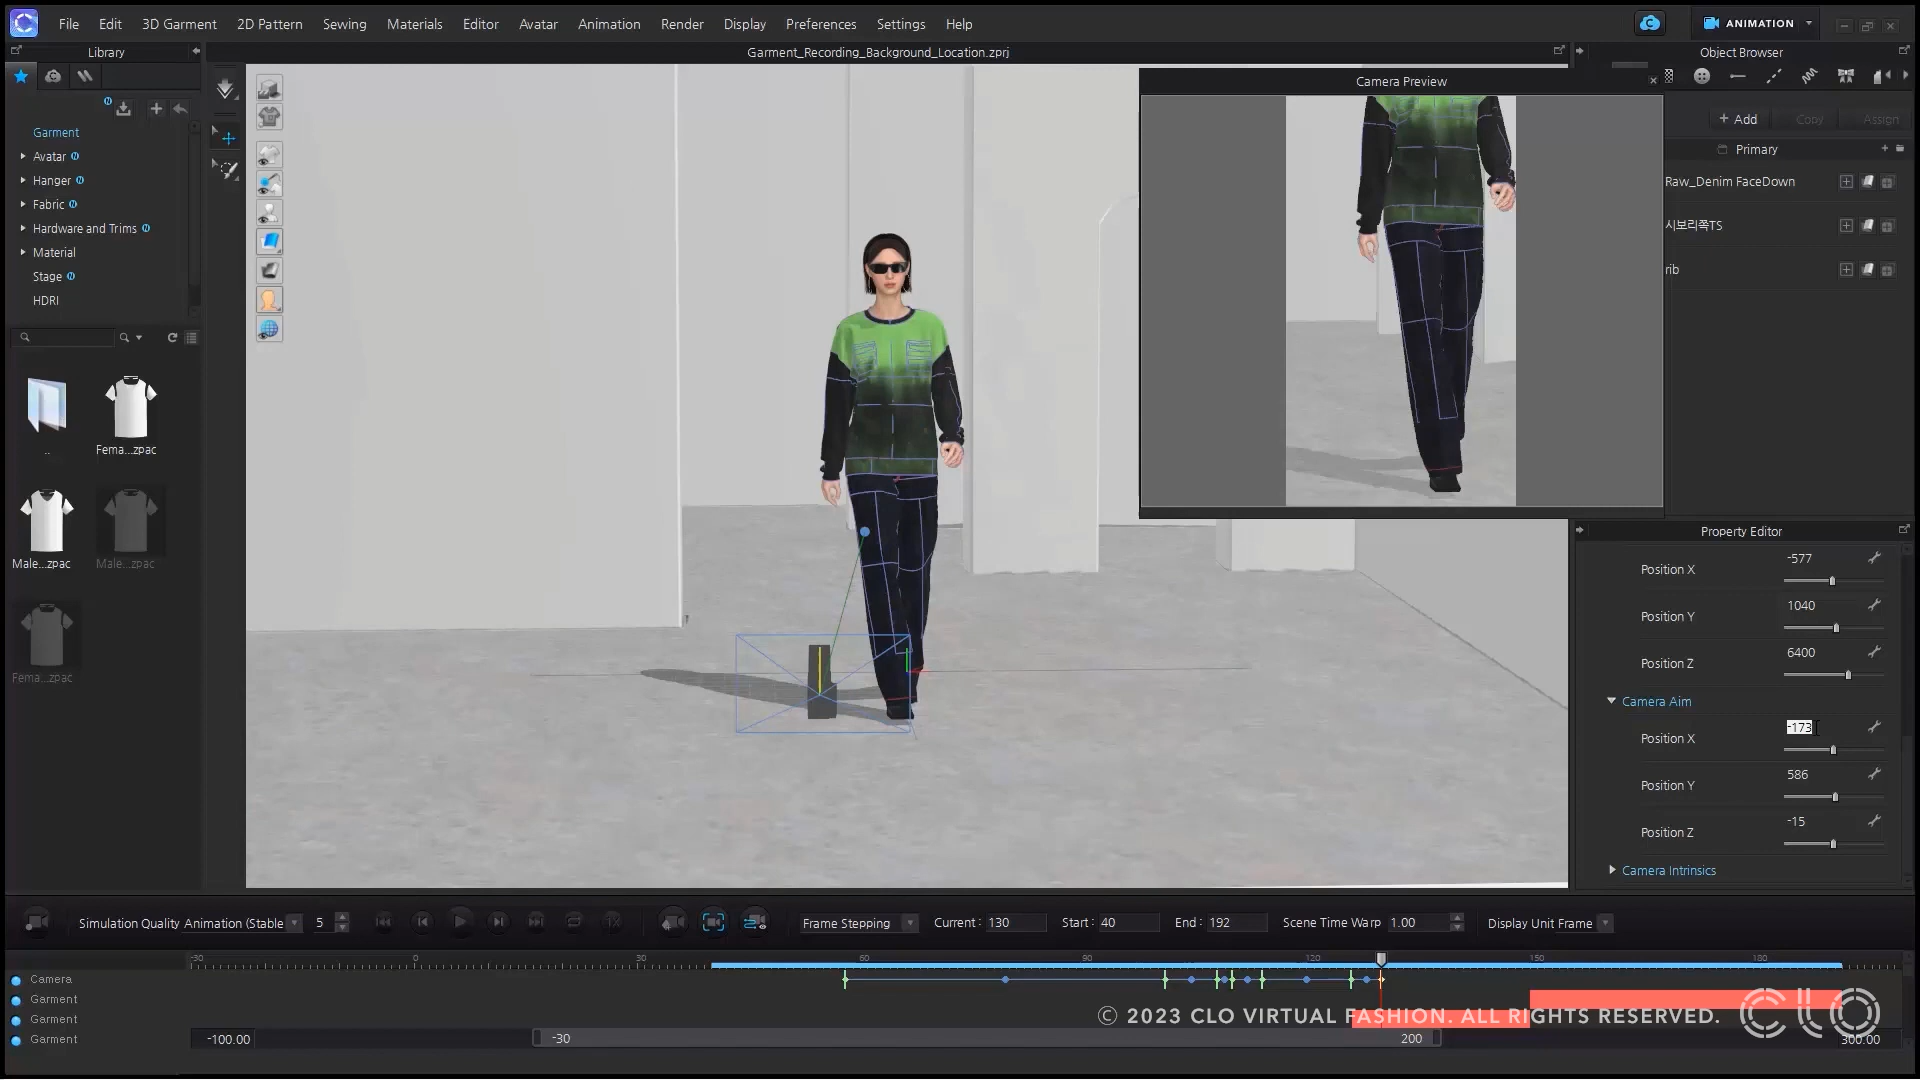 File Edit 3D Garment 2D Pattern Sewing Materials Editor Avatar Animation Render Display Preferences Settings Help
ANIMATION
Library
Garment_Recording_Background_Location.zprj
Object Browser
Camera Preview
+ Add Copy Assign
Primary
Raw_Denim FaceDown
시보리쪽TS
rib
Garment
Avatar
Hanger
Fabric
Hardware and Trims
Material
Stage
HDRI
..
Fema...zpac
Male...zpac
Male...zpac
Fema...zpac
Property Editor
Position X -577
Position Y 1040
Position Z 6400
Camera Aim
Position X -173
Position Y 586
Position Z -15
Camera Intrinsics
Simulation Quality Animation (Stable 5
Frame Stepping Current: 130 Start: 40 End: 192 Scene Time Warp 1.00 Display Unit Frame
-30 0 30 60 90 120 150 180
Camera
Garment
Garment
Garment
© 2023 CLO VIRTUAL FASHION. ALL RIGHTS RESERVED.
CLO
-100.00 -30 200 300.00